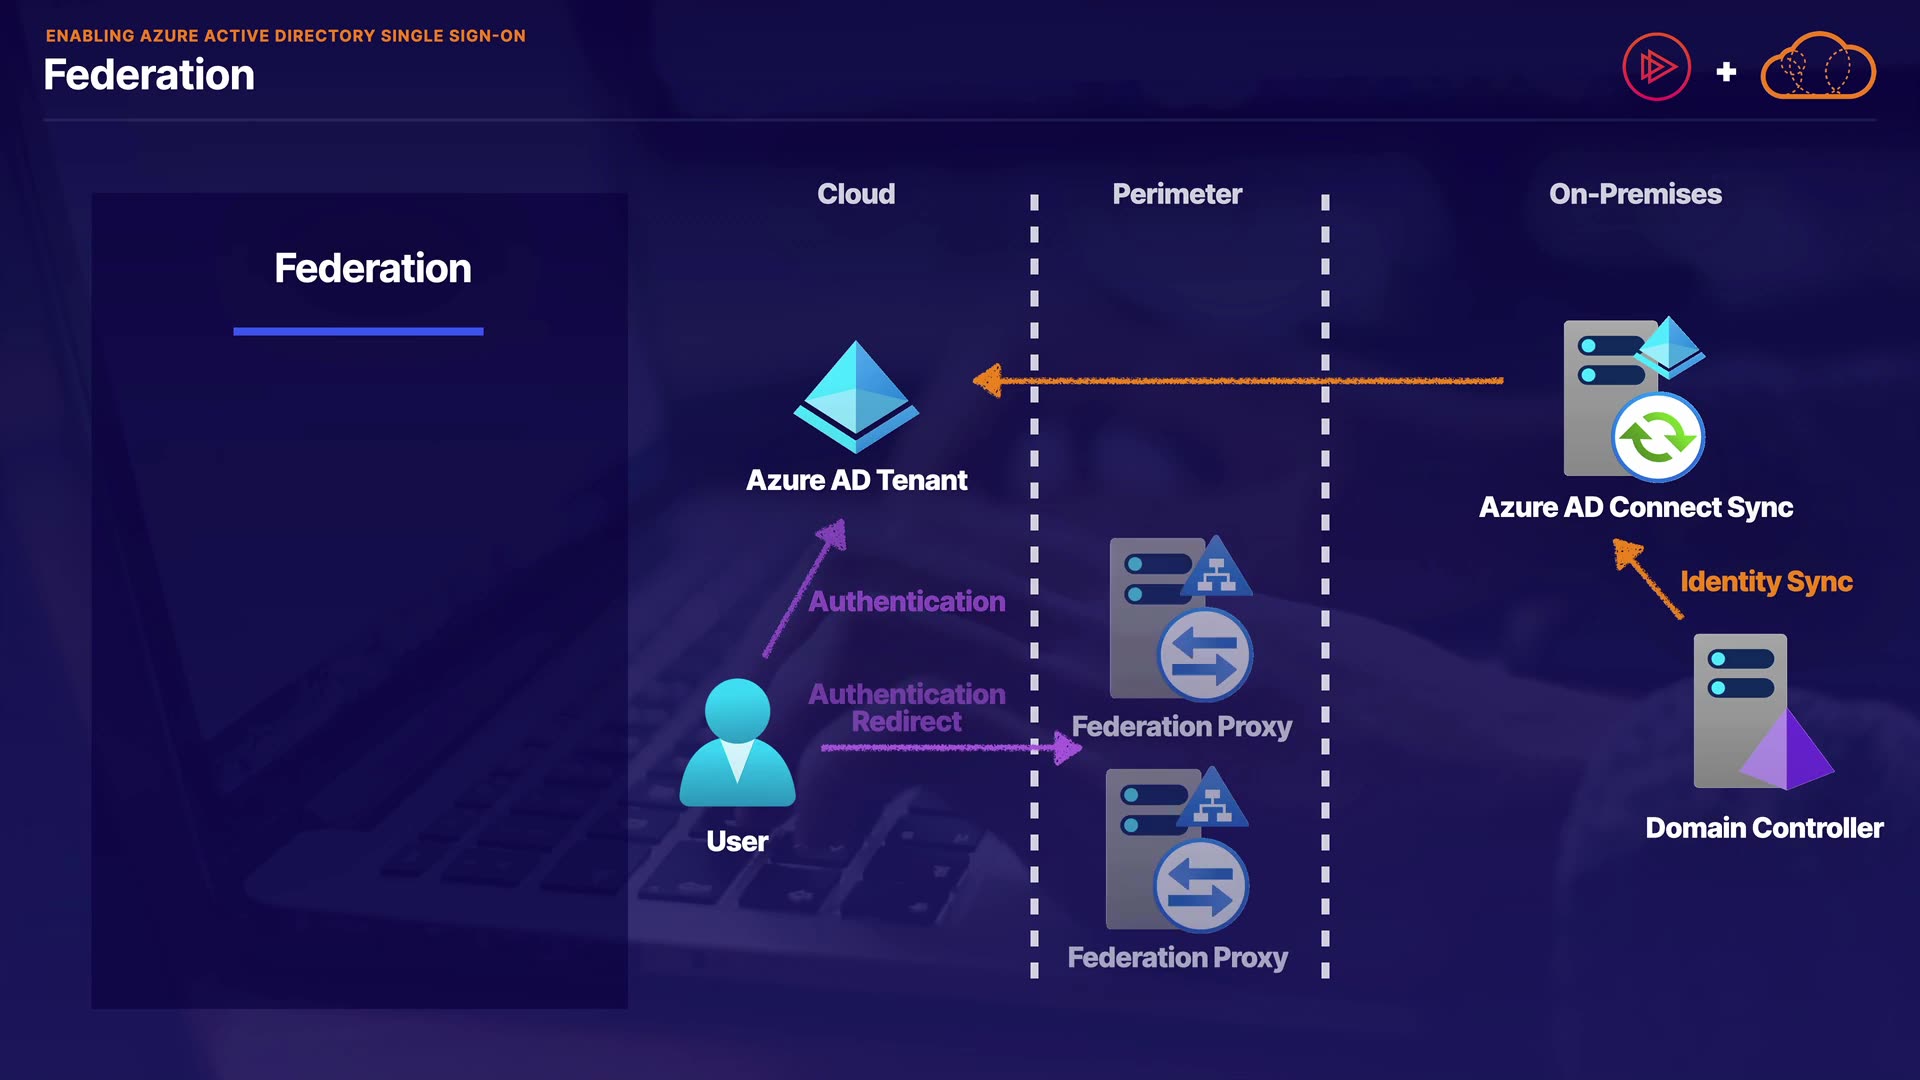 ENABLING AZURE ACTIVE DIRECTORY SINGLE SIGN-ON
Federation
Federation
Cloud
Perimeter
On-Premises
Azure AD Tenant
Azure AD Connect Sync
Identity Sync
Authentication
Authentication
Redirect
Federation Proxy
User
Domain Controller
Federation Proxy